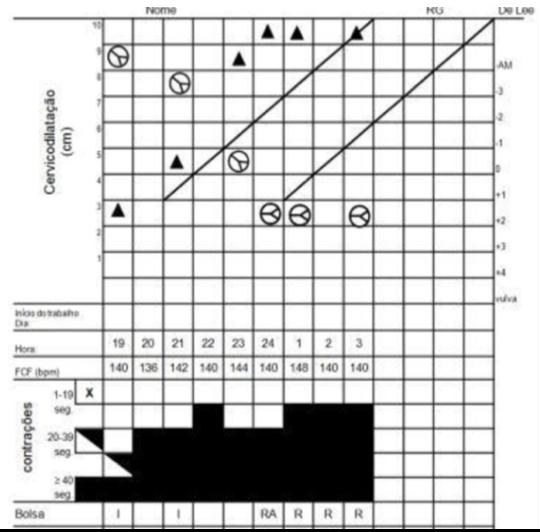 Nome RG De Lee
10
9
8
7
6
5
4
3
2
1
Cervicodilatação
(cm)
-AM
-3
-2
-1
0
+1
+2
+3
+4
vulva
Início do trabalho
Dia
Hora 19 20 21 22 23 24 1 2 3
FCF (bpm) 140 136 142 140 144 140 148 140 140
contrações
1-19 X
seg.
20-39
seg.
≥ 40
seg.
Bolsa I I RA R R R